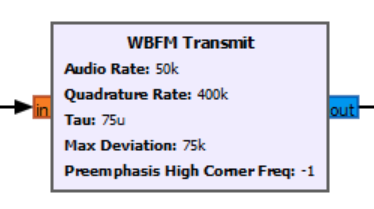 WBFM Transmit
Audio Rate: 50k
in Quadrature Rate: 400k out
Tau: 75u
Max Deviation: 75k
Preemphasis High Corner Freq: -1